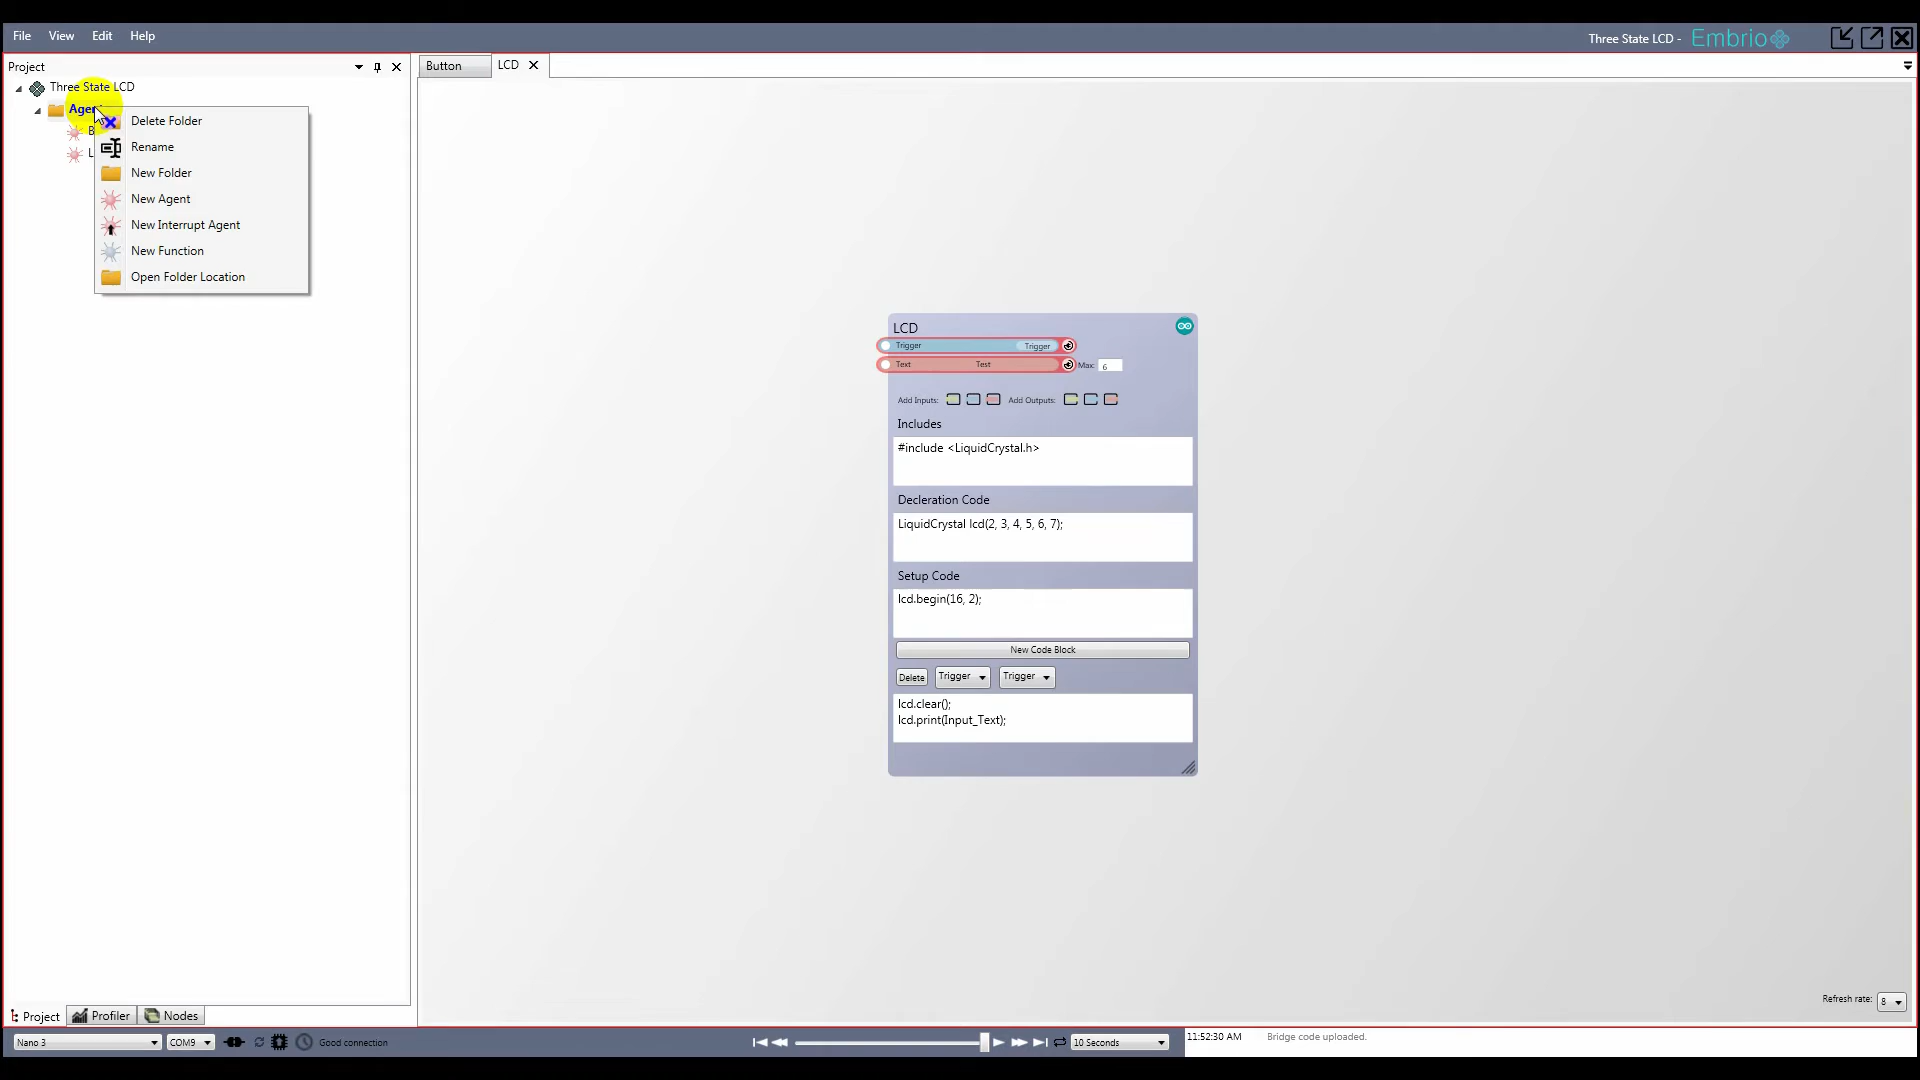 File View Edit Help
Three State LCD - Embrio
Project
Button LCD
Three State LCD
Delete Folder
Rename
New Folder
New Agent
New Interrupt Agent
New Function
Open Folder Location
LCD
Trigger Trigger
Text Test Max: 6
Add Inputs: Add Outputs:
Includes
#include <LiquidCrystal.h>
Decleration Code
LiquidCrystal lcd(2, 3, 4, 5, 6, 7);
Setup Code
lcd.begin(16, 2);
New Code Block
Delete Trigger Trigger
lcd.clear();
lcd.print(Input_Text);
Refresh rate: 8
Project Profiler Nodes
Nano 3 COM9 Good connection 10 Seconds 11:52:30 AM Bridge code uploaded.